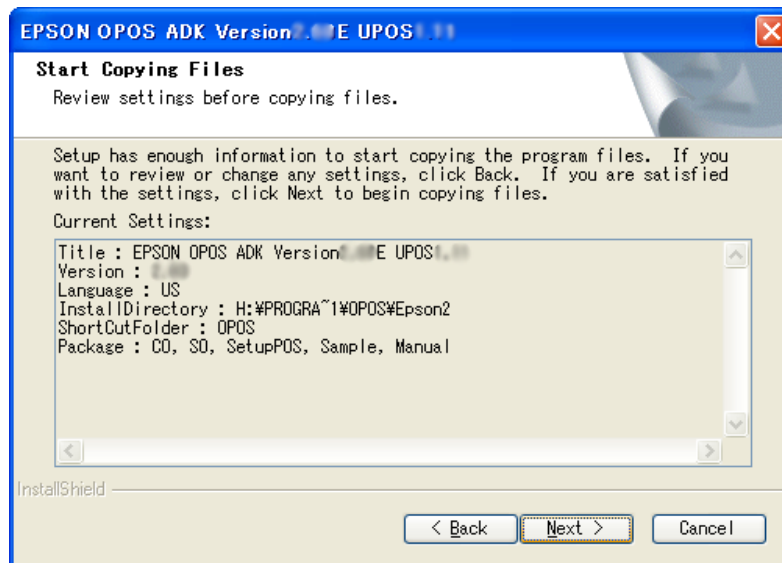 EPSON OPOS ADK Version E UPOS
Start Copying Files
Review settings before copying files.
Setup has enough information to start copying the program files.  If you
want to review or change any settings, click Back.  If you are satisfied
with the settings, click Next to begin copying files.
Current Settings:
Title : EPSON OPOS ADK Version E UPOS
Version :
Language : US
InstallDirectory : H:¥PROGRA~1¥OPOS¥Epson2
ShortCutFolder : OPOS
Package : CO, SO, SetupPOS, Sample, Manual
InstallShield
< Back Next > Cancel